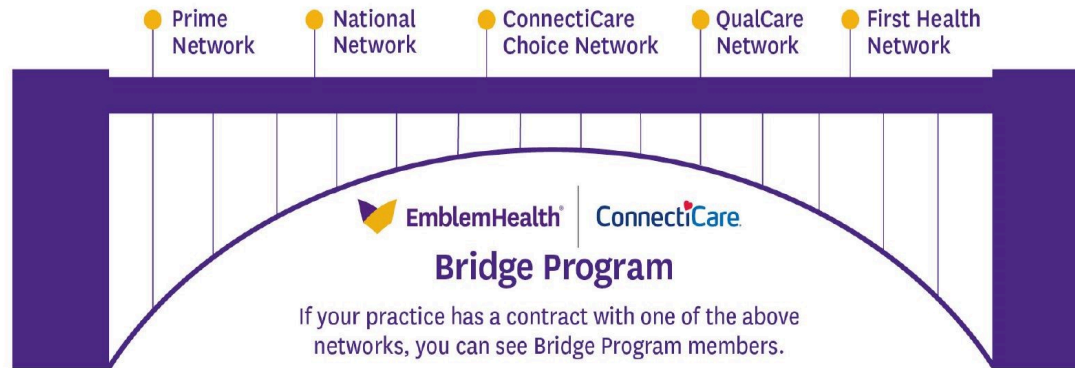 Prime
Network
National
Network
ConnectiCare
Choice Network
QualCare
Network
First Health
Network
EmblemHealth®
ConnectiCare.
Bridge Program
If your practice has a contract with one of the above
networks, you can see Bridge Program members.